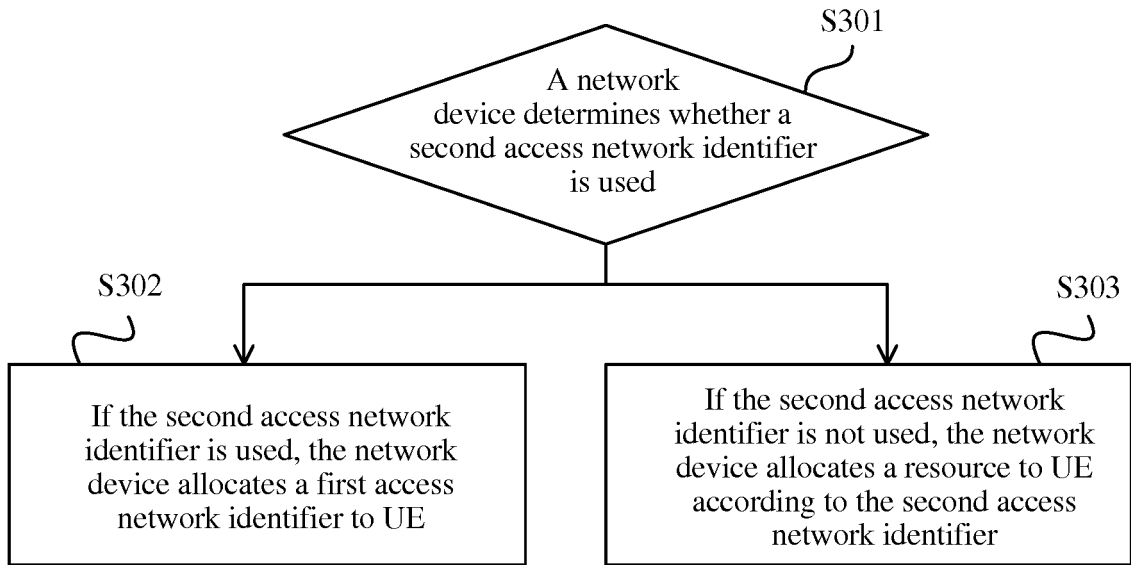 S301
A network
device determines whether a
second access network identifier
is used
S302
If the second access network
identifier is used, the network
device allocates a first access
network identifier to UE
S303
If the second access network
identifier is not used, the network
device allocates a resource to UE
according to the second access
network identifier